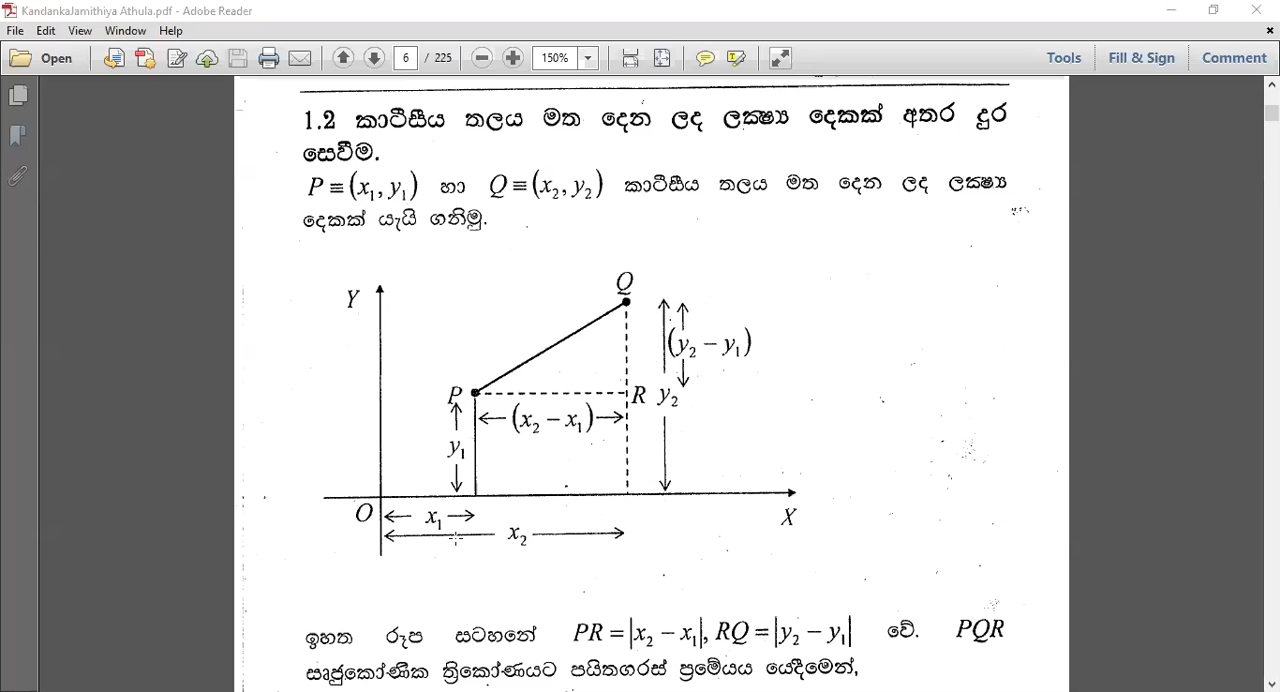 KandankaJamithiya Athula.pdf - Adobe Reader
File Edit View Window Help
Open 6 / 225 150% Tools Fill & Sign Comment
1.2 කාටීසීය තලය මත දෙන ලද ලක්‍ෂ්‍ය දෙකක් අතර දුර
සෙවීම.
P ≡ (x₁, y₁) හා Q ≡ (x₂, y₂) කාටීසීය තලය මත දෙන ලද ලක්‍ෂ්‍ය
දෙකක් යැයි ගනිමු.
Q
Y
(y₂ − y₁)
P R y₂
(x₂ − x₁)
y₁
O x₁ X
x₂
ඉහත රූප සටහනේ PR = |x₂ − x₁|, RQ = |y₂ − y₁| වේ. PQR
ඍජුකෝණික ත්‍රිකෝණයට පයිතගරස් ප්‍රමේයය යෙදීමෙන්,